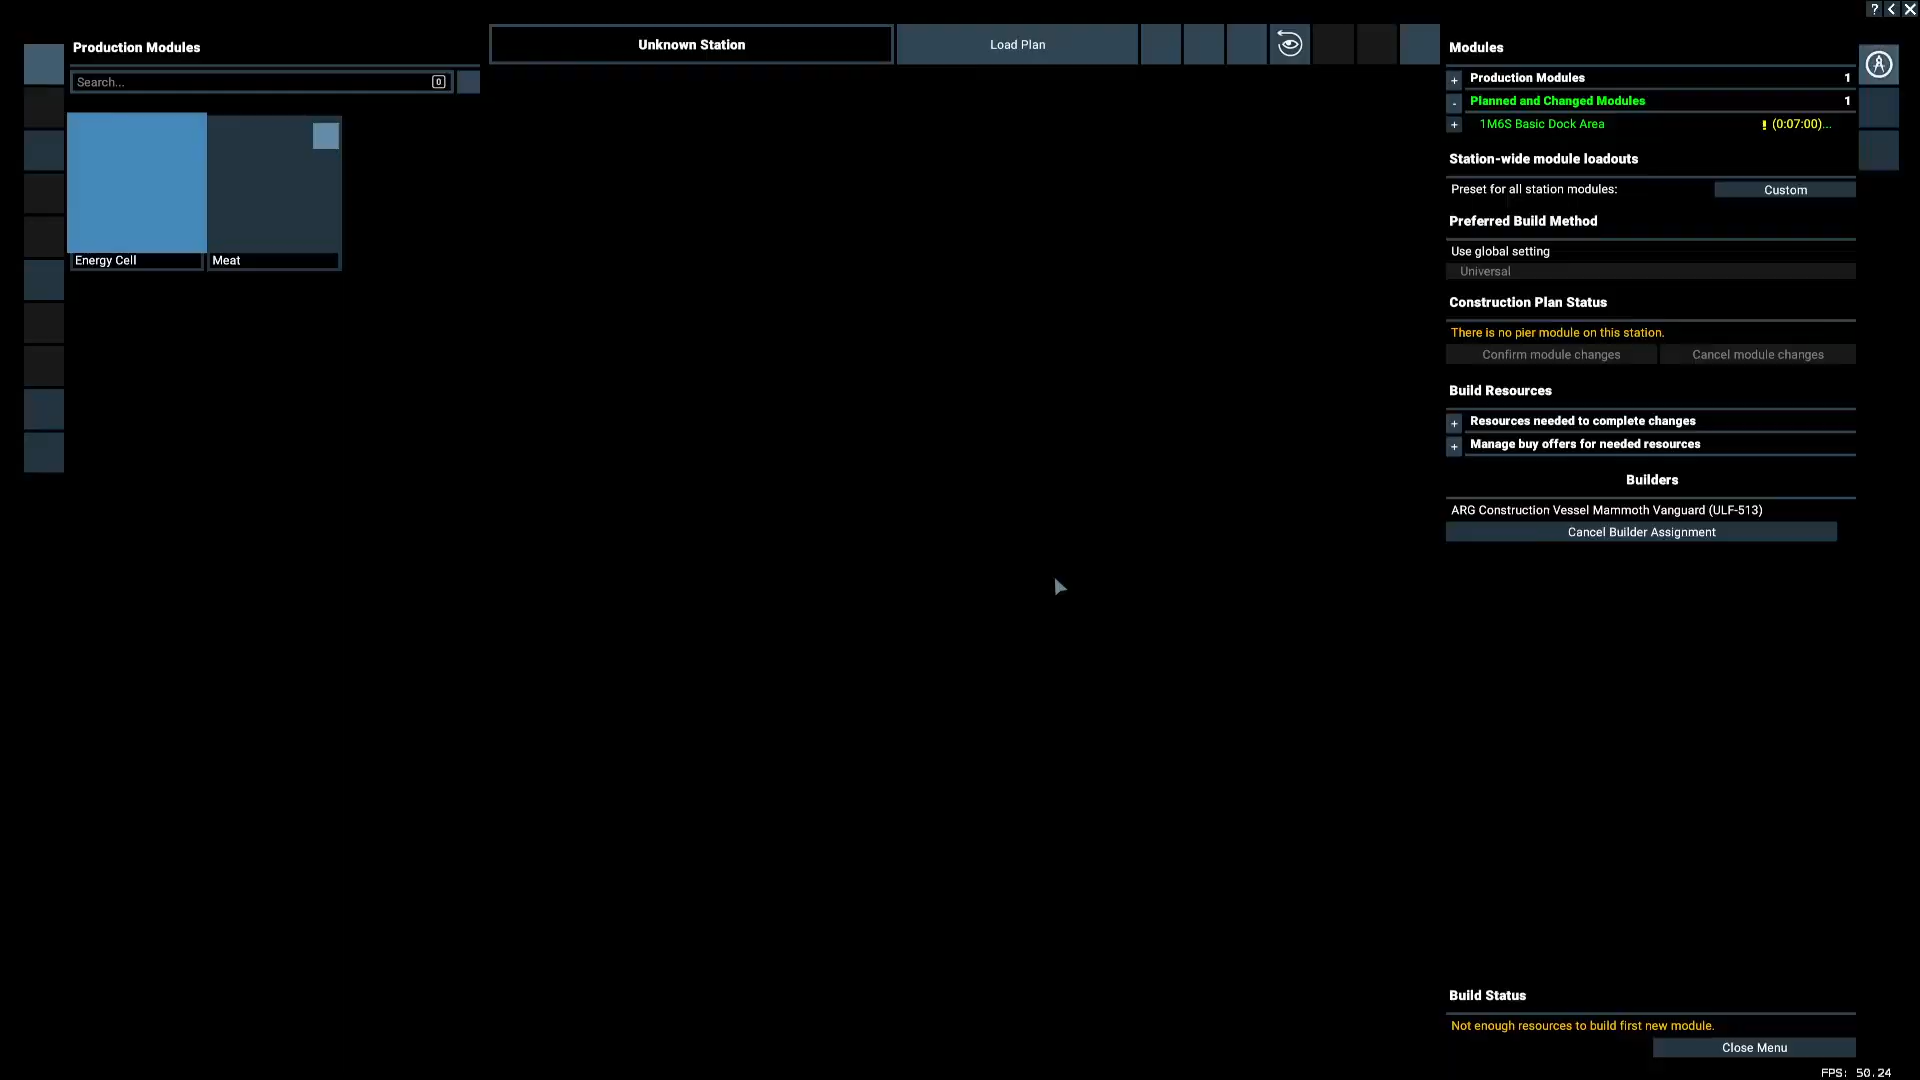 ? < X
Production Modules
Search...
0
Energy Cell
Meat
Unknown Station
Load Plan
Modules
+ Production Modules 1
- Planned and Changed Modules 1
+ 1M6S Basic Dock Area ! (0:07:00)...
Station-wide module loadouts
Preset for all station modules: Custom
Preferred Build Method
Use global setting
Universal
Construction Plan Status
There is no pier module on this station.
Confirm module changes Cancel module changes
Build Resources
+ Resources needed to complete changes
+ Manage buy offers for needed resources
Builders
ARG Construction Vessel Mammoth Vanguard (ULF-513)
Cancel Builder Assignment
Build Status
Not enough resources to build first new module.
Close Menu
FPS: 50.24